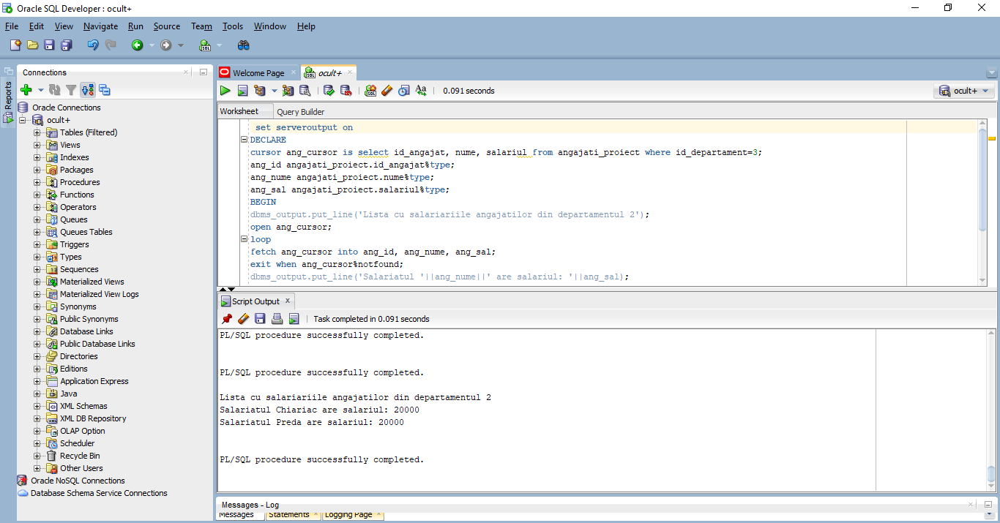 Oracle SQL Developer : ocult+
File Edit View Navigate Run Source Team Tools Window Help
Reports
Connections
Oracle Connections
ocult+
Tables (Filtered)
Views
Indexes
Packages
Procedures
Functions
Operators
Queues
Queues Tables
Triggers
Types
Sequences
Materialized Views
Materialized View Logs
Synonyms
Public Synonyms
Database Links
Public Database Links
Directories
Editions
Application Express
Java
XML Schemas
XML DB Repository
OLAP Option
Scheduler
Recycle Bin
Other Users
Oracle NoSQL Connections
Database Schema Service Connections
Welcome Page ocult+
0.091 seconds ocult+
Worksheet Query Builder
set serveroutput on
DECLARE
cursor ang_cursor is select id_angajat, nume, salariul from angajati_proiect where id_departament=3;
ang_id angajati_proiect.id_angajat%type;
ang_nume angajati_proiect.nume%type;
ang_sal angajati_proiect.salariul%type;
BEGIN
dbms_output.put_line('Lista cu salariariile angajatilor din departamentul 2');
open ang_cursor;
loop
fetch ang_cursor into ang_id, ang_nume, ang_sal;
exit when ang_cursor%notfound;
dbms_output.put_line('Salariatul '||ang_nume||' are salariul: '||ang_sal);
Script Output x
Task completed in 0.091 seconds
PL/SQL procedure successfully completed.
PL/SQL procedure successfully completed.
Lista cu salariariile angajatilor din departamentul 2
Salariatul Chiariac are salariul: 20000
Salariatul Preda are salariul: 20000
PL/SQL procedure successfully completed.
Messages - Log
Messages Statements Logging Page